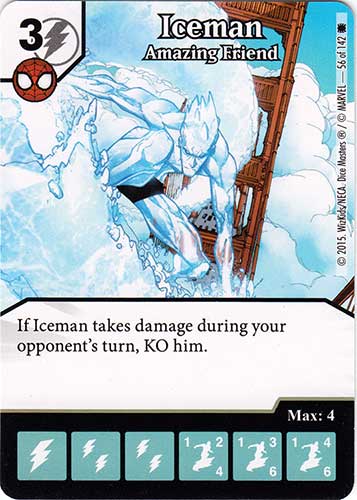 3
Iceman
Amazing Friend
56 of 142
© 2015. WizKids/NECA. Dice Masters ® / © MARVEL
If Iceman takes damage during your
opponent's turn, KO him.
Max: 4
1 2 4
1 3 6
1 4 6